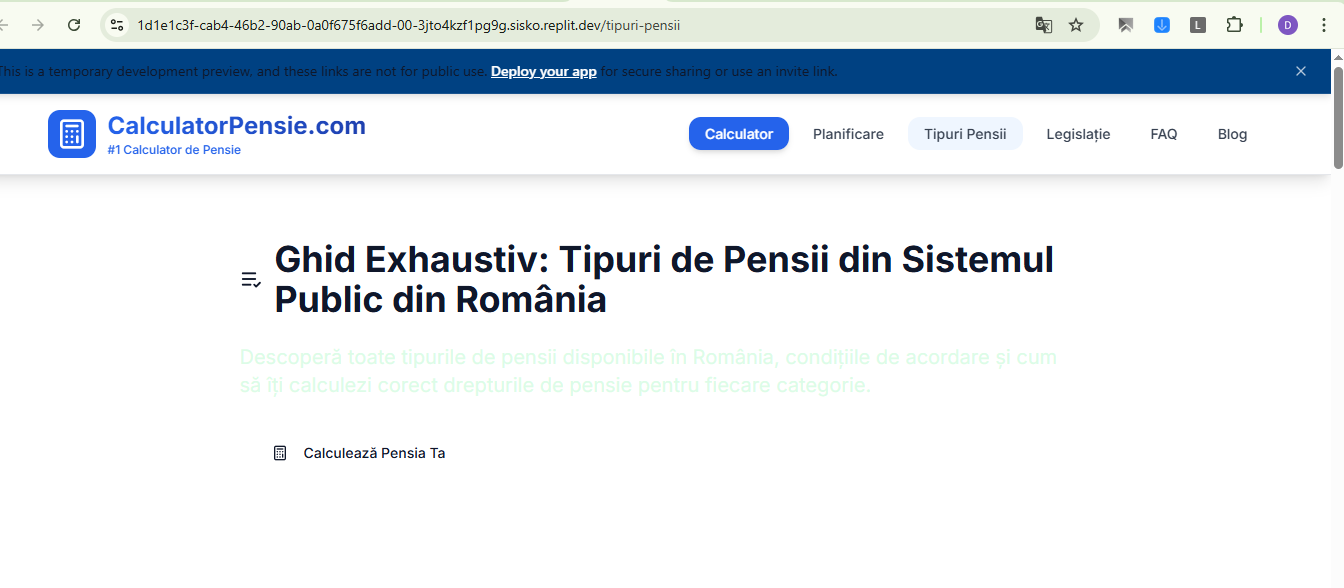 1d1e1c3f-cab4-46b2-90ab-0a0f675f6add-00-3jto4kzf1pg9g.sisko.replit.dev/tipuri-pensii
L
D
This is a temporary development preview, and these links are not for public use. Deploy your app for secure sharing or use an invite link.
CalculatorPensie.com
#1 Calculator de Pensie
Calculator
Planificare
Tipuri Pensii
Legislație
FAQ
Blog
Ghid Exhaustiv: Tipuri de Pensii din Sistemul
Public din România
Descoperă toate tipurile de pensii disponibile în România, condițiile de acordare și cum
să îți calculezi corect drepturile de pensie pentru fiecare categorie.
Calculează Pensia Ta